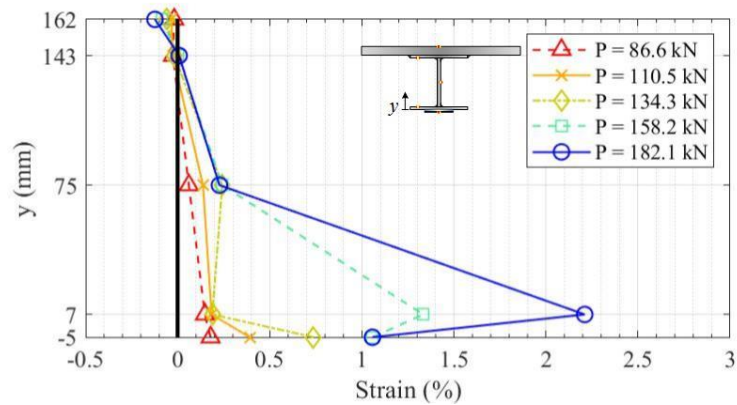 162
143
75
7
-5
y (mm)
-0.5 0 0.5 1 1.5 2 2.5 3
Strain (%)
y
P = 86.6 kN
P = 110.5 kN
P = 134.3 kN
P = 158.2 kN
P = 182.1 kN